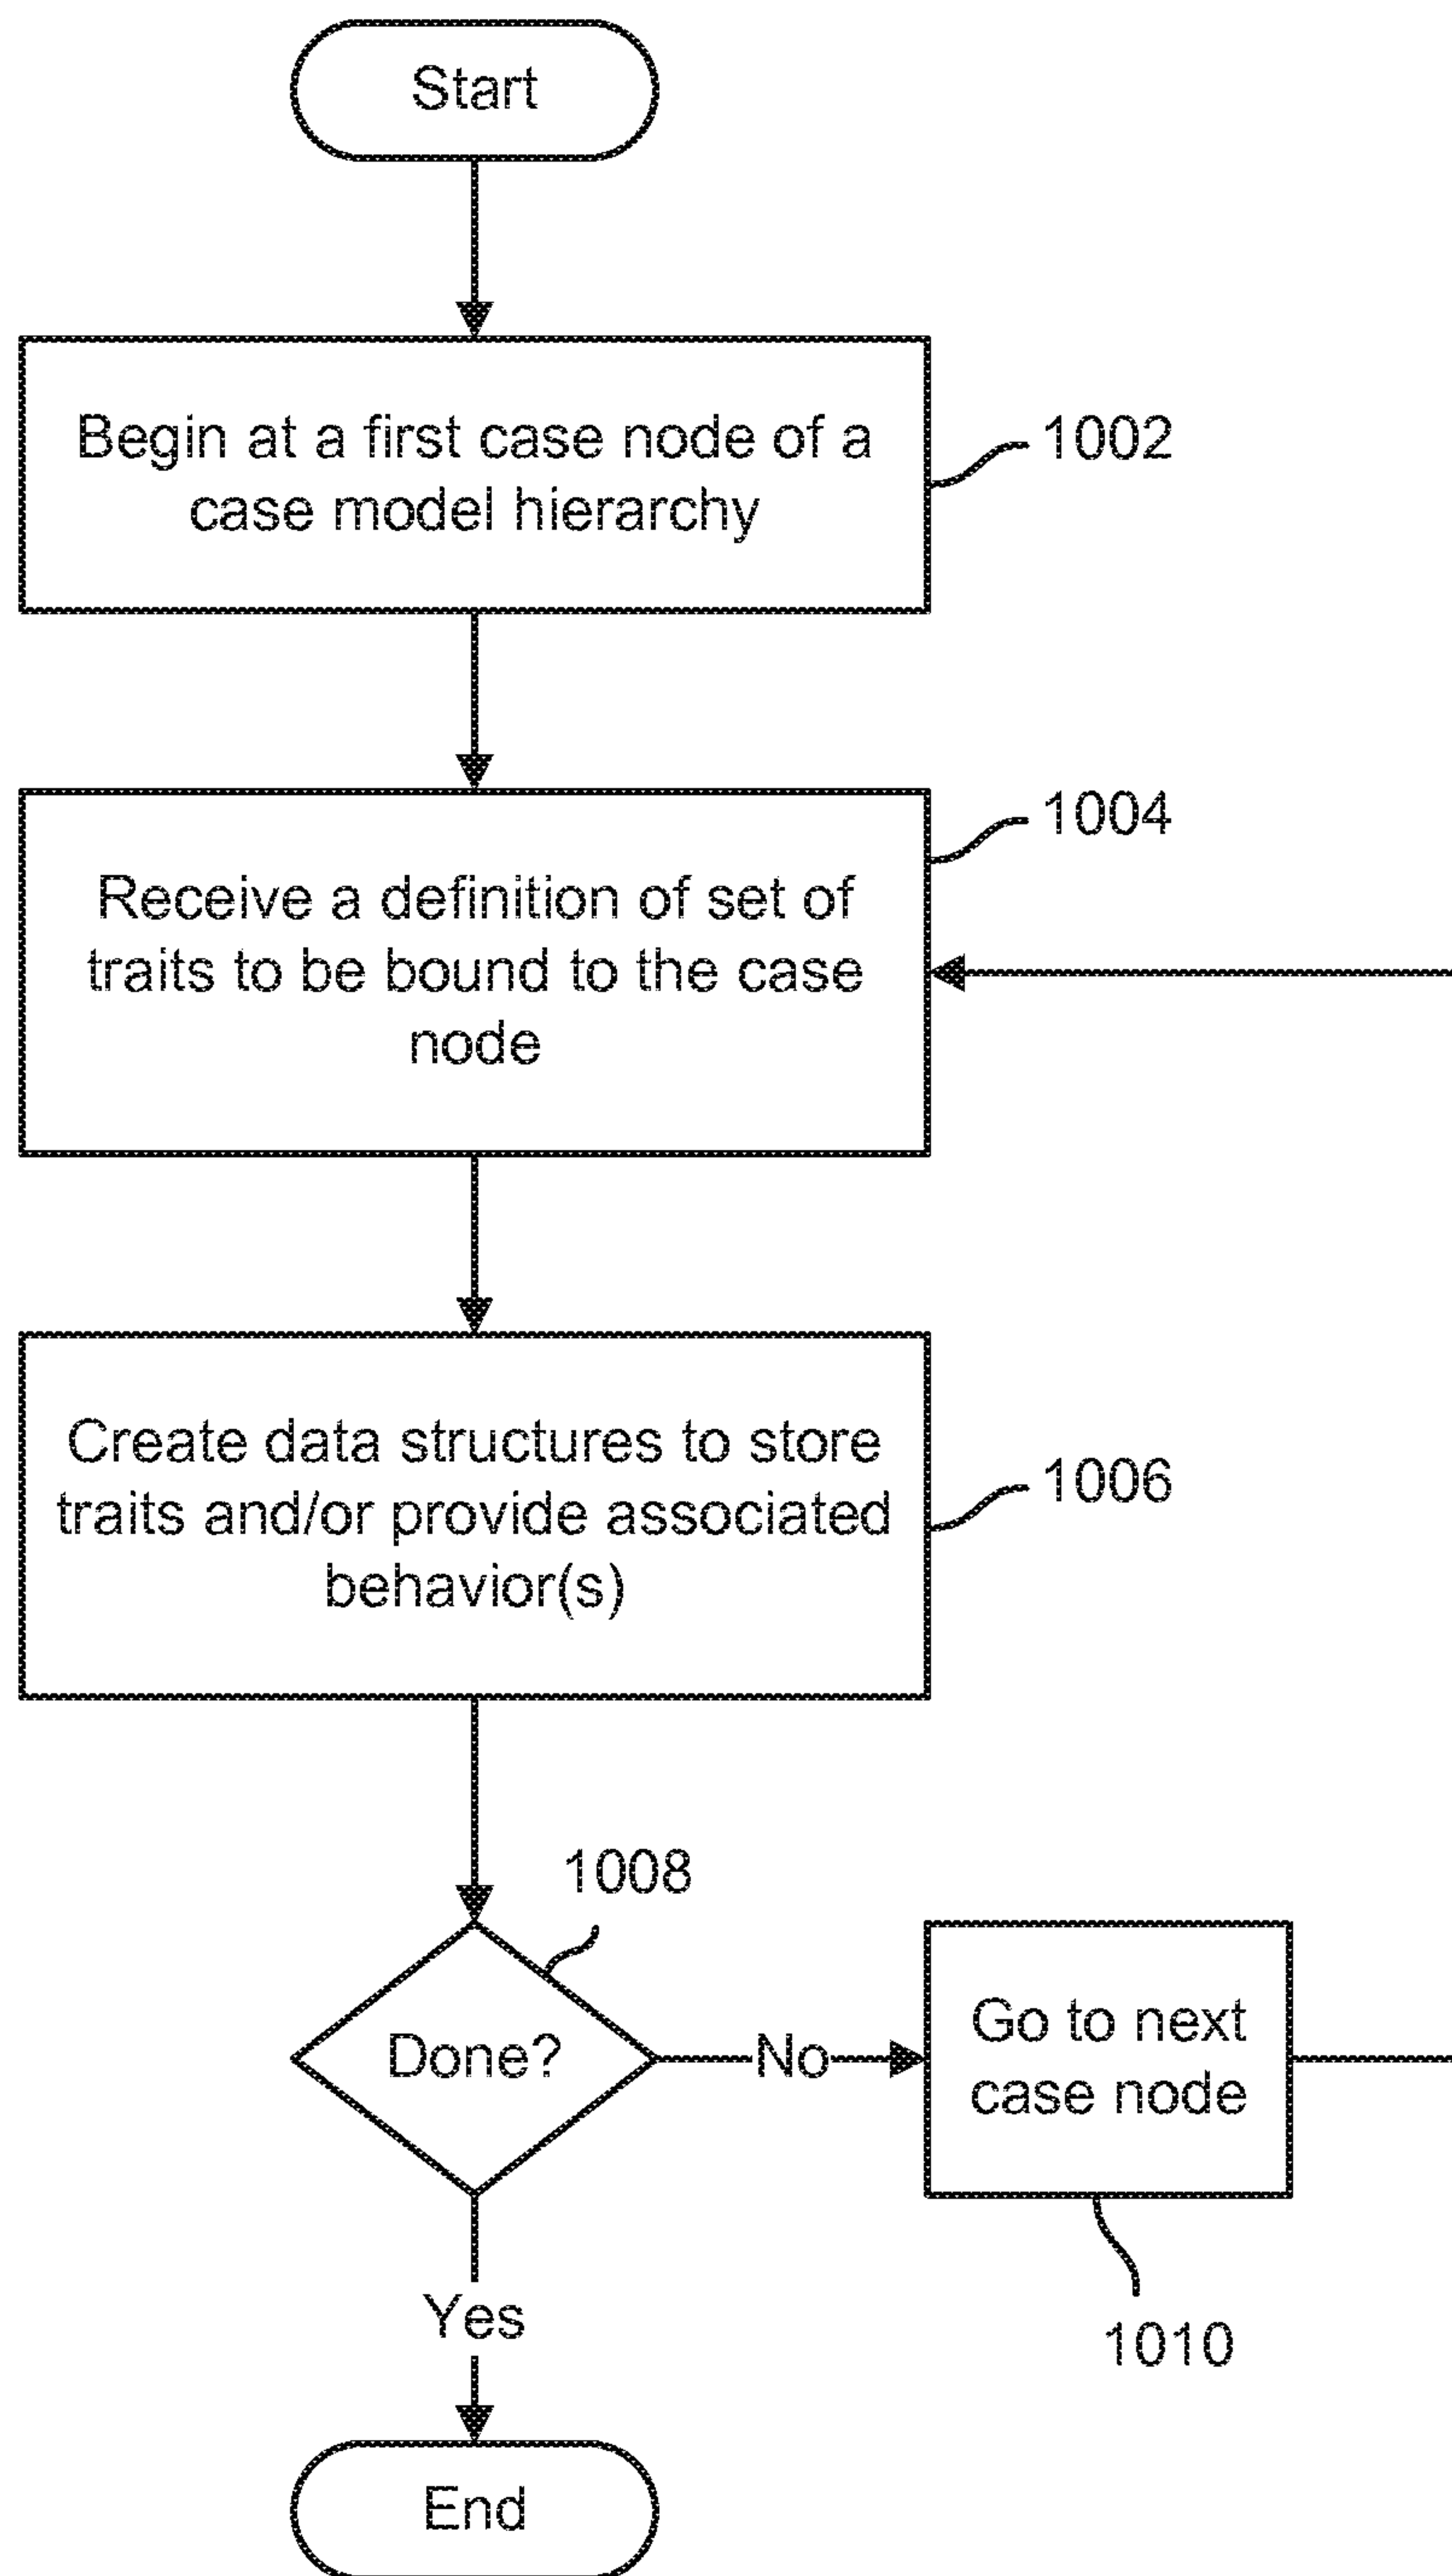 Start
Begin at a first case node of a
case model hierarchy
1002
1004
Receive a definition of set of
traits to be bound to the case
node
Create data structures to store
traits and/or provide associated
behavior(s)
1006
1008
Done?
No
Go to next
case node
Yes
1010
End